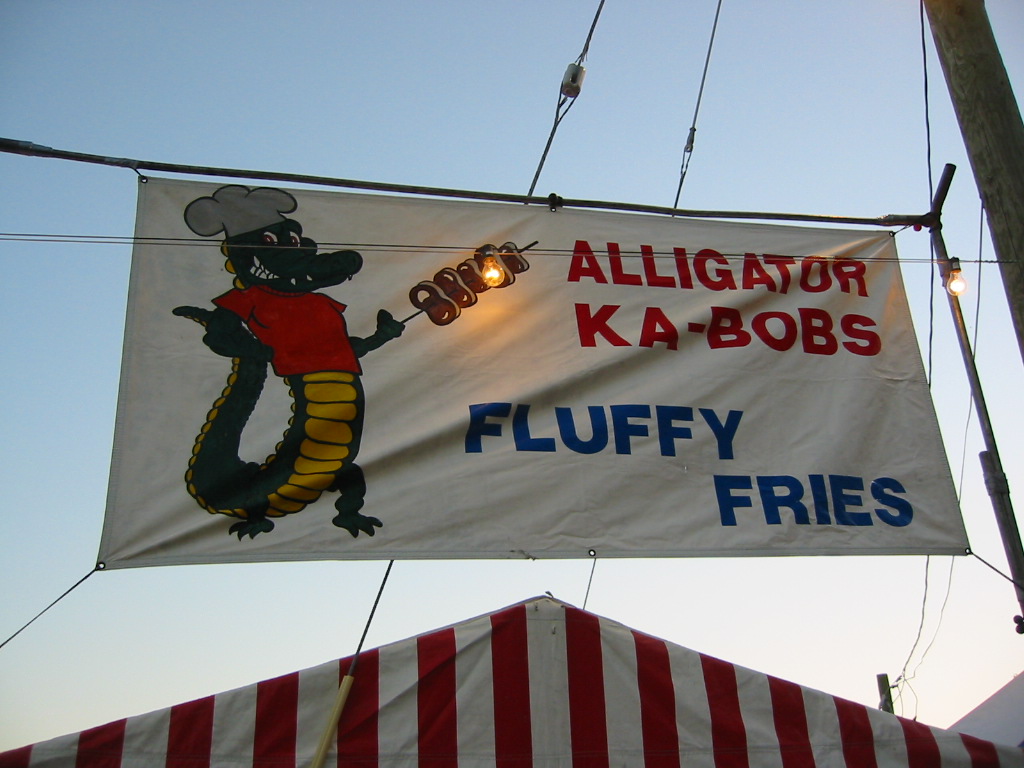 ALLIGATOR
KA-BOBS
FLUFFY
FRIES